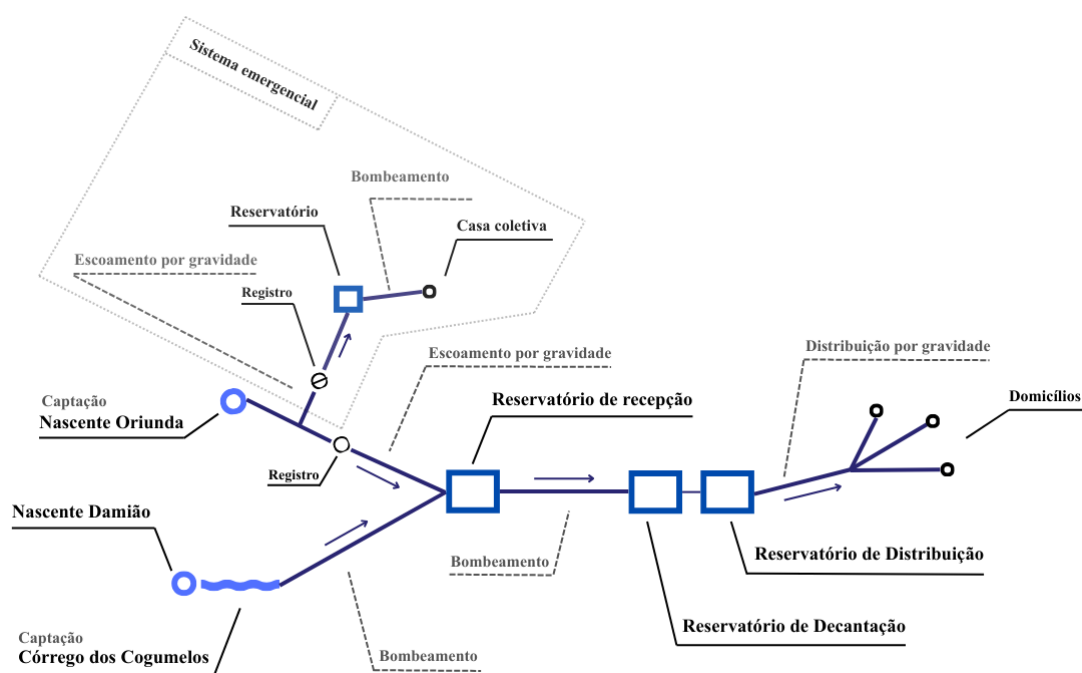 Sistema emergencial
Bombeamento
Reservatório
Casa coletiva
Escoamento por gravidade
Registro
Escoamento por gravidade
Distribuição por gravidade
Captação
Nascente Oriunda
Reservatório de recepção
Domicílios
Registro
Nascente Damião
Bombeamento
Reservatório de Distribuição
Captação
Córrego dos Cogumelos
Bombeamento
Reservatório de Decantação